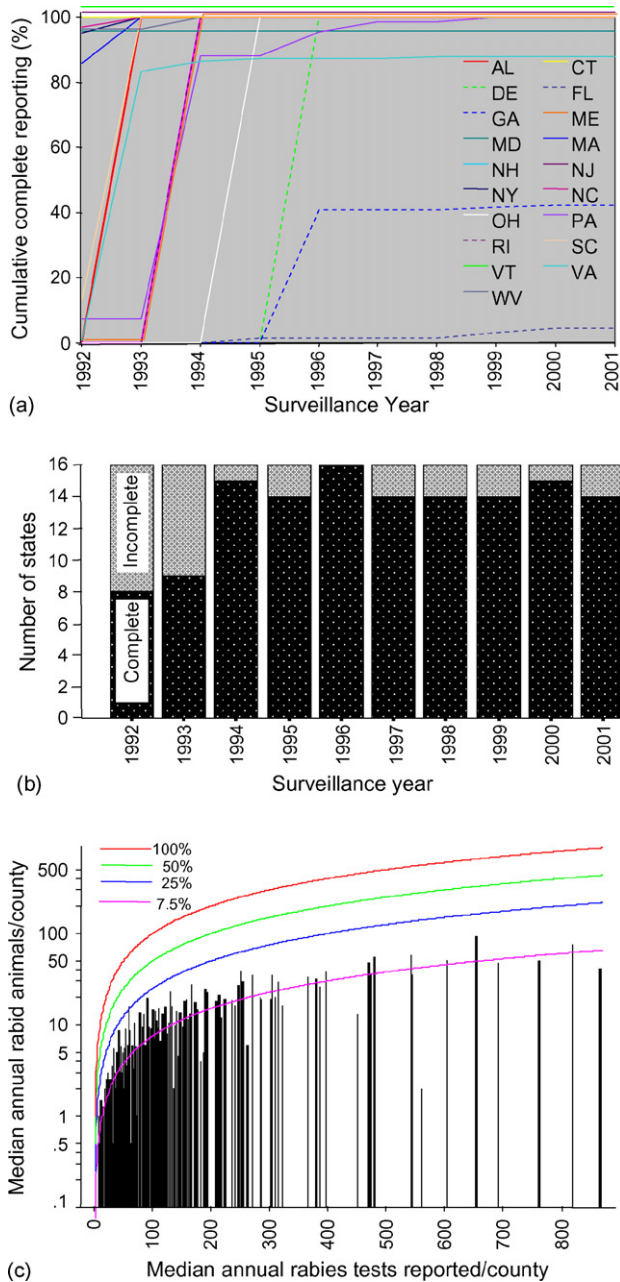 Cumulative complete reporting (%)
100
80
60
40
20
0
AL CT
DE FL
GA ME
MD MA
NH NJ
NY NC
OH PA
RI SC
VT VA
WV
1992 1993 1994 1995 1996 1997 1998 1999 2000 2001
Surveillance Year
(a)
Number of states
16
14
12
10
8
6
4
2
0
Incomplete
Complete
1992 1993 1994 1995 1996 1997 1998 1999 2000 2001
Surveillance year
(b)
Median annual rabid animals/county
500
100
50
10
5
1
.5
.1
100%
50%
25%
7.5%
0 100 200 300 400 500 600 700 800
Median annual rabies tests reported/county
(c)